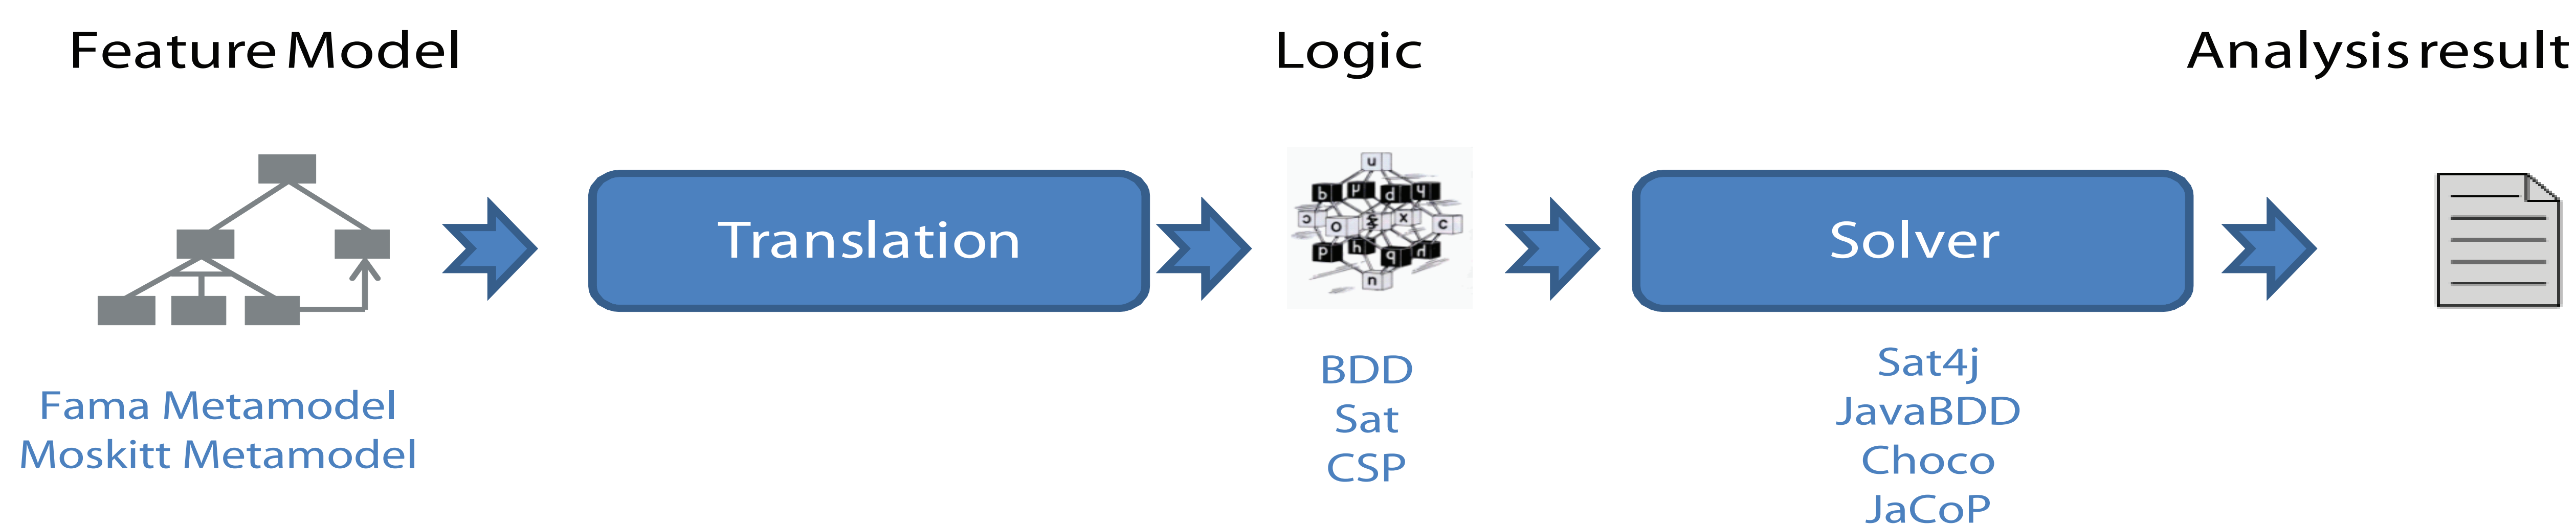 Feature Model
Logic
Analysis result
Translation
Solver
Fama Metamodel
Moskitt Metamodel
BDD
Sat
CSP
Sat4j
JavaBDD
Choco
JaCoP